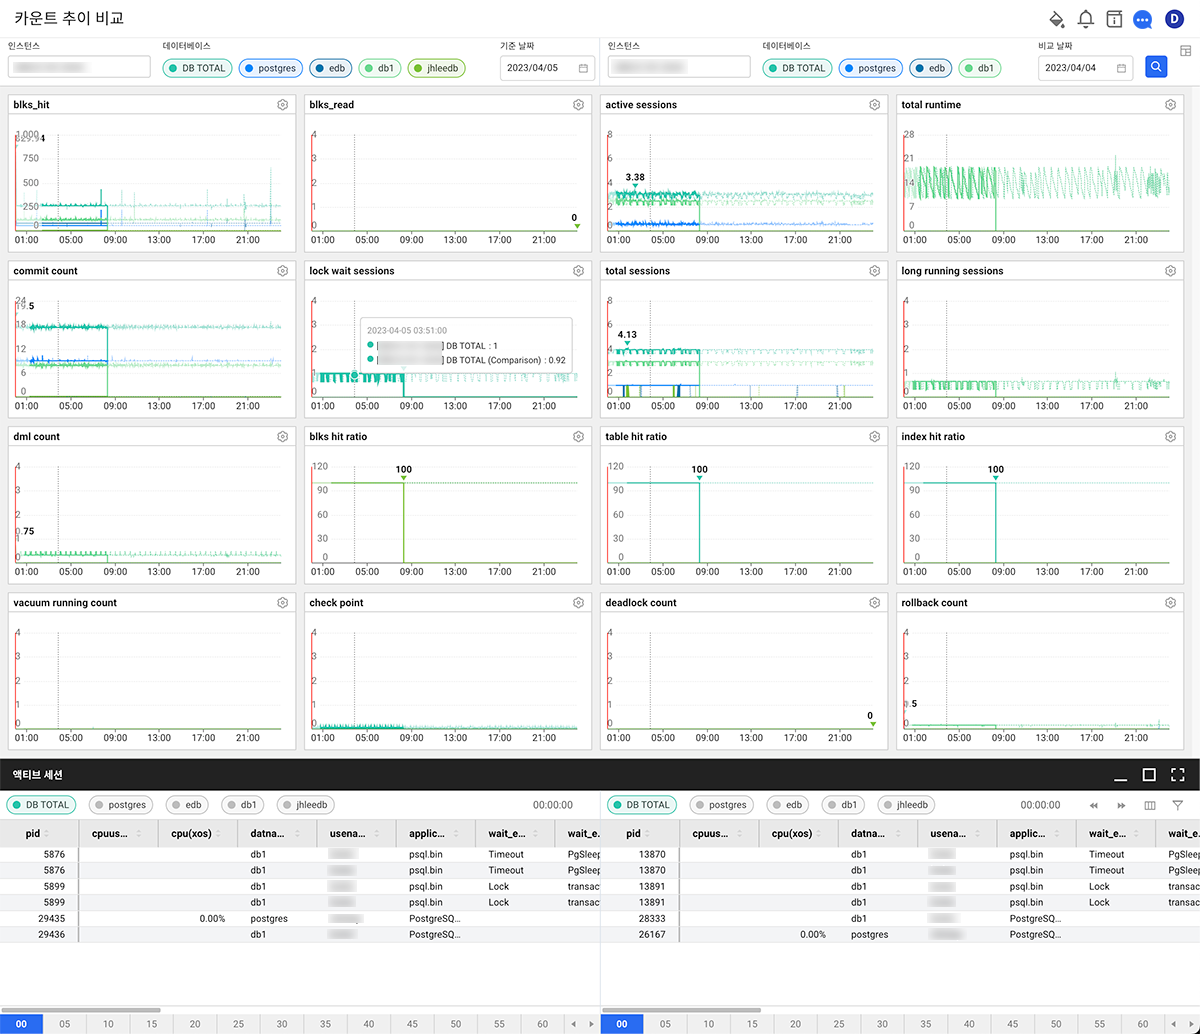 카운트 추이 비교
D
인스턴스 데이터베이스 기준 날짜 인스턴스 데이터베이스 비교 날짜
DB TOTAL postgres edb db1 jhleedb 2023/04/05 DB TOTAL postgres edb db1 2023/04/04
blks_hit
1,000
829.94
750
500
250
0
01:00 05:00 09:00 13:00 17:00 21:00
blks_read
4
3
2
1
0
0
01:00 05:00 09:00 13:00 17:00 21:00
active sessions
8
6
4
2
0
3.38
01:00 05:00 09:00 13:00 17:00 21:00
total runtime
28
21
14
7
0
01:00 05:00 09:00 13:00 17:00 21:00
commit count
24
19.5
18
12
6
0
01:00 05:00 09:00 13:00 17:00 21:00
lock wait sessions
4
3
2
1
0
2023-04-05 03:51:00
[ ] DB TOTAL : 1
[ ] DB TOTAL (Comparison) : 0.92
01:00 05:00 09:00 13:00 17:00 21:00
total sessions
8
6
4
2
0
4.13
01:00 05:00 09:00 13:00 17:00 21:00
long running sessions
4
3
2
1
0
01:00 05:00 09:00 13:00 17:00 21:00
dml count
4
3
2
1
0.75
0
01:00 05:00 09:00 13:00 17:00 21:00
blks hit ratio
120
90
60
30
0
100
01:00 05:00 09:00 13:00 17:00 21:00
table hit ratio
120
90
60
30
0
100
01:00 05:00 09:00 13:00 17:00 21:00
index hit ratio
120
90
60
30
0
100
01:00 05:00 09:00 13:00 17:00 21:00
vacuum running count
4
3
2
1
0
01:00 05:00 09:00 13:00 17:00 21:00
check point
4
3
2
1
0
01:00 05:00 09:00 13:00 17:00 21:00
deadlock count
4
3
2
1
0
0
01:00 05:00 09:00 13:00 17:00 21:00
rollback count
4
3
2
1
.5
0
01:00 05:00 09:00 13:00 17:00 21:00
액티브 세션
DB TOTAL postgres edb db1 jhleedb 00:00:00
pid cpuus... cpu(xos) datna... usena... applic... wait_e... wait_e.
5876 db1 psql.bin Timeout PgSleep
5876 db1 psql.bin Timeout PgSleep
5899 db1 psql.bin Lock transac
5899 db1 psql.bin Lock transac
29435 0.00% postgres PostgreSQ...
29436 db1 PostgreSQ...
00 05 10 15 20 25 30 35 40 45 50 55 60
DB TOTAL postgres edb db1 jhleedb 00:00:00
pid cpuus... cpu(xos) datna... usena... applic... wait_e... wait_e.
13870 db1 psql.bin Timeout PgSleep
13870 db1 psql.bin Timeout PgSleep
13891 db1 psql.bin Lock transac
13891 db1 psql.bin Lock transac
28333 db1 PostgreSQ...
26167 0.00% postgres PostgreSQ...
00 05 10 15 20 25 30 35 40 45 50 55 60